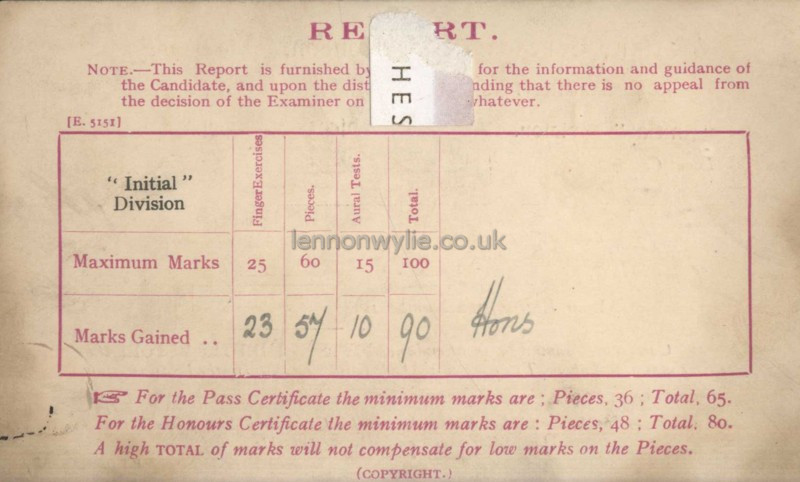 RE RT.
NOTE.—This Report is furnished by for the information and guidance of
the Candidate, and upon the dist nding that there is no appeal from
the decision of the Examiner on whatever.
[E. 5151]
HES
"Initial" Division
Finger Exercises
Pieces.
Aural Tests.
Total.
lennonwylie.co.uk
Maximum Marks 25 60 15 100
Marks Gained .. 23 57 10 90 Hons
☞ For the Pass Certificate the minimum marks are : Pieces, 36 ; Total, 65.
For the Honours Certificate the minimum marks are : Pieces, 48 ; Total, 80.
A high TOTAL of marks will not compensate for low marks on the Pieces.
(COPYRIGHT.)